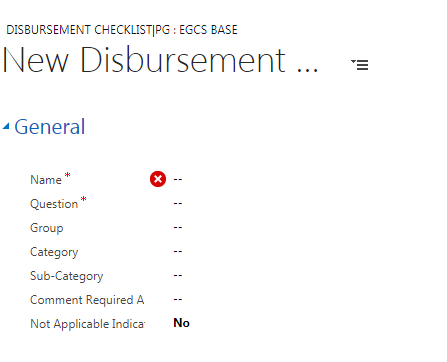 DISBURSEMENT CHECKLIST|PG : EGCS BASE
New Disbursement ...
General
Name * --
Question * --
Group --
Category --
Sub-Category --
Comment Required A --
Not Applicable Indica No